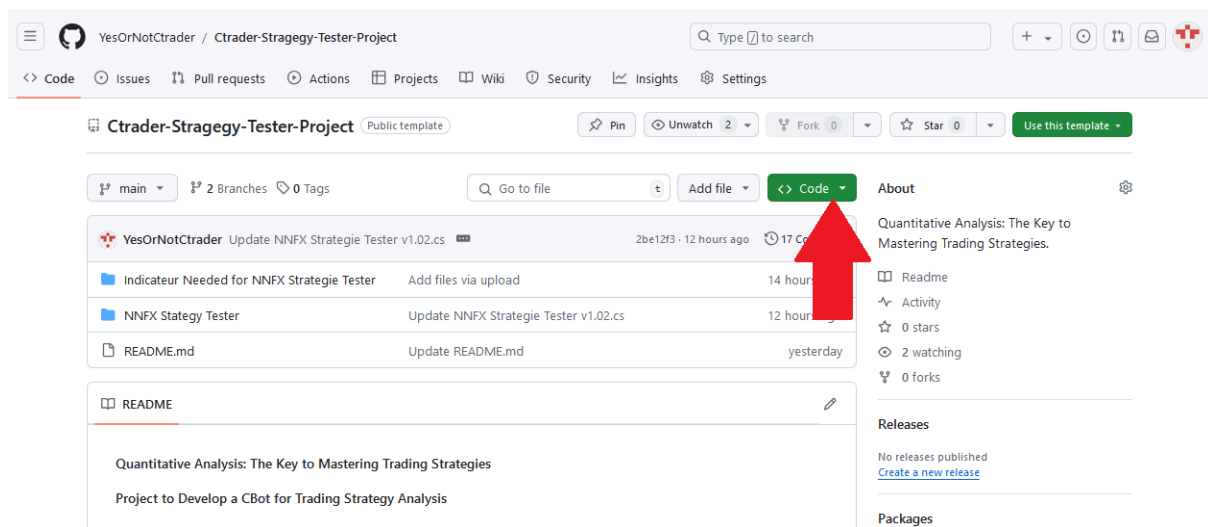 YesOrNotCtrader / Ctrader-Stragegy-Tester-Project
Type / to search
Code Issues Pull requests Actions Projects Wiki Security Insights Settings
Ctrader-Stragegy-Tester-Project Public template
Pin Unwatch 2 Fork 0 Star 0 Use this template
main 2 Branches 0 Tags Go to file t Add file <> Code
YesOrNotCtrader Update NNFX Strategie Tester v1.02.cs 2be12f3 · 12 hours ago 17
Indicateur Needed for NNFX Strategie Tester Add files via upload 14
NNFX Stategy Tester Update NNFX Strategie Tester v1.02.cs 12
README.md Update README.md yesterday
README
Quantitative Analysis: The Key to Mastering Trading Strategies
Project to Develop a CBot for Trading Strategy Analysis
About
Quantitative Analysis: The Key to
Mastering Trading Strategies.
Readme
Activity
0 stars
2 watching
0 forks
Releases
No releases published
Create a new release
Packages